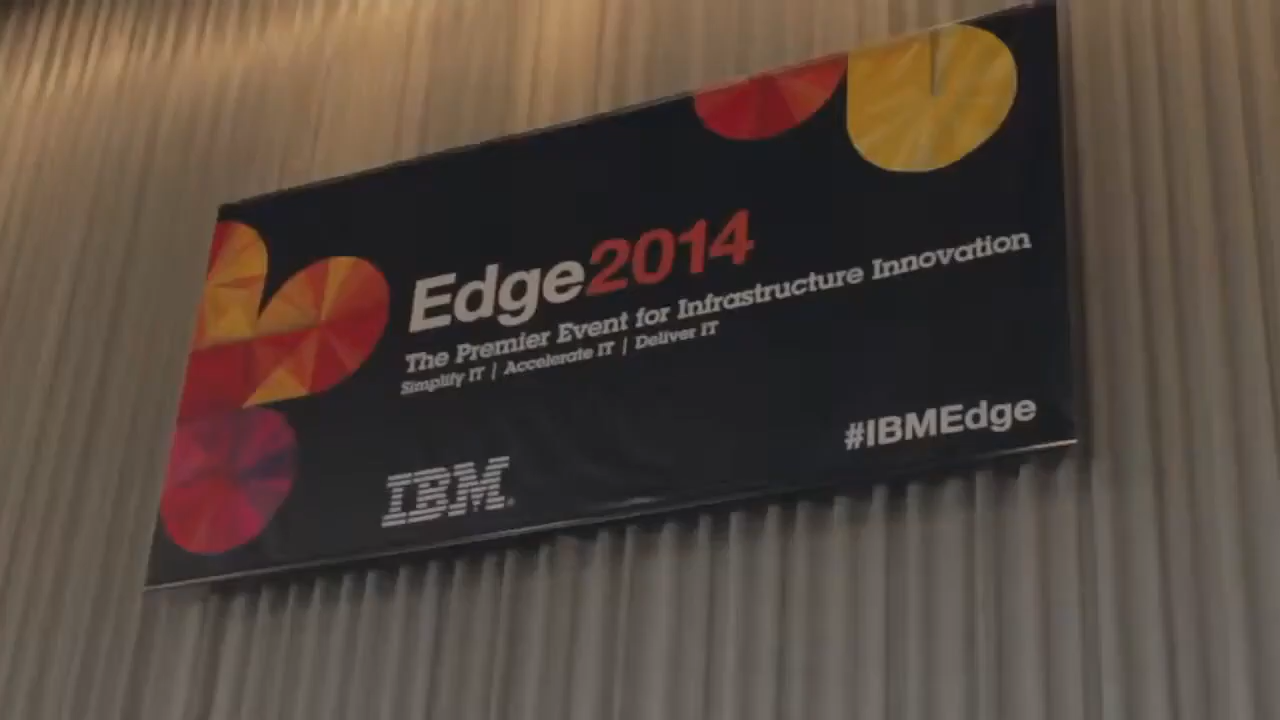 Edge2014
The Premier Event for Infrastructure Innovation
Simplify IT | Accelerate IT | Deliver IT
#IBMEdge
IBM